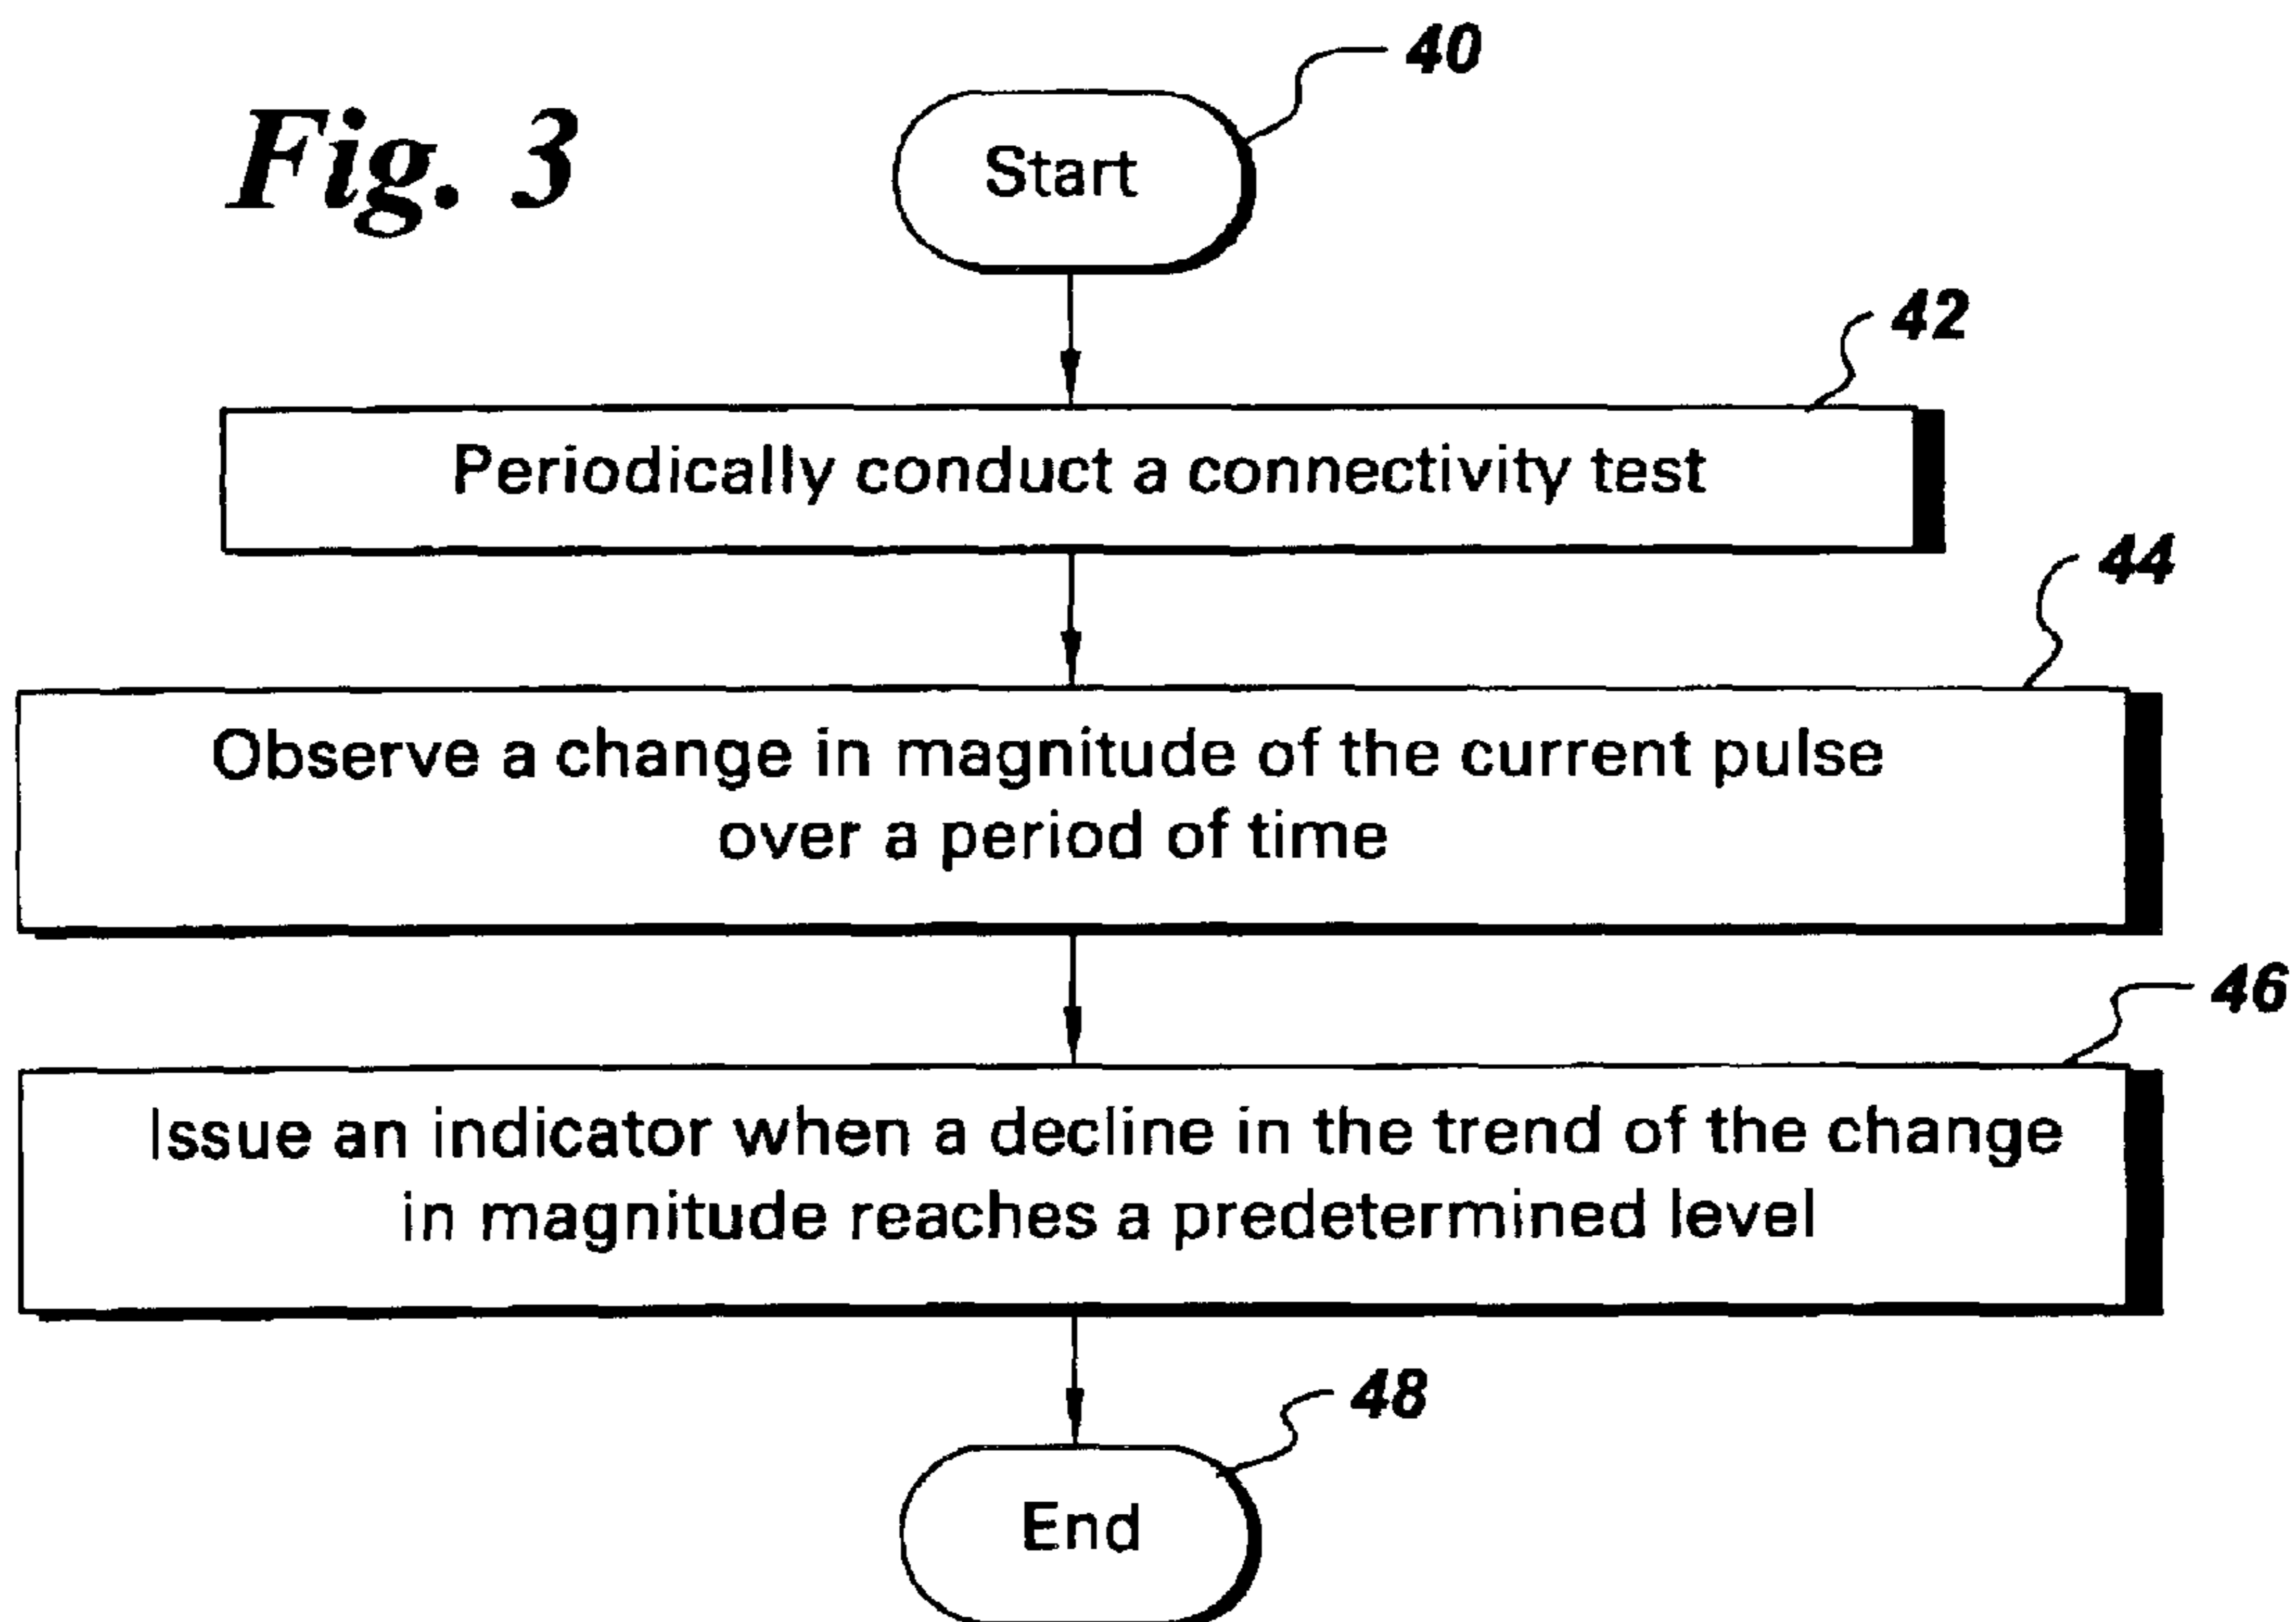 Fig. 3
40
Start
42
Periodically conduct a connectivity test
44
Observe a change in magnitude of the current pulse
over a period of time
46
Issue an indicator when a decline in the trend of the change
in magnitude reaches a predetermined level
48
End